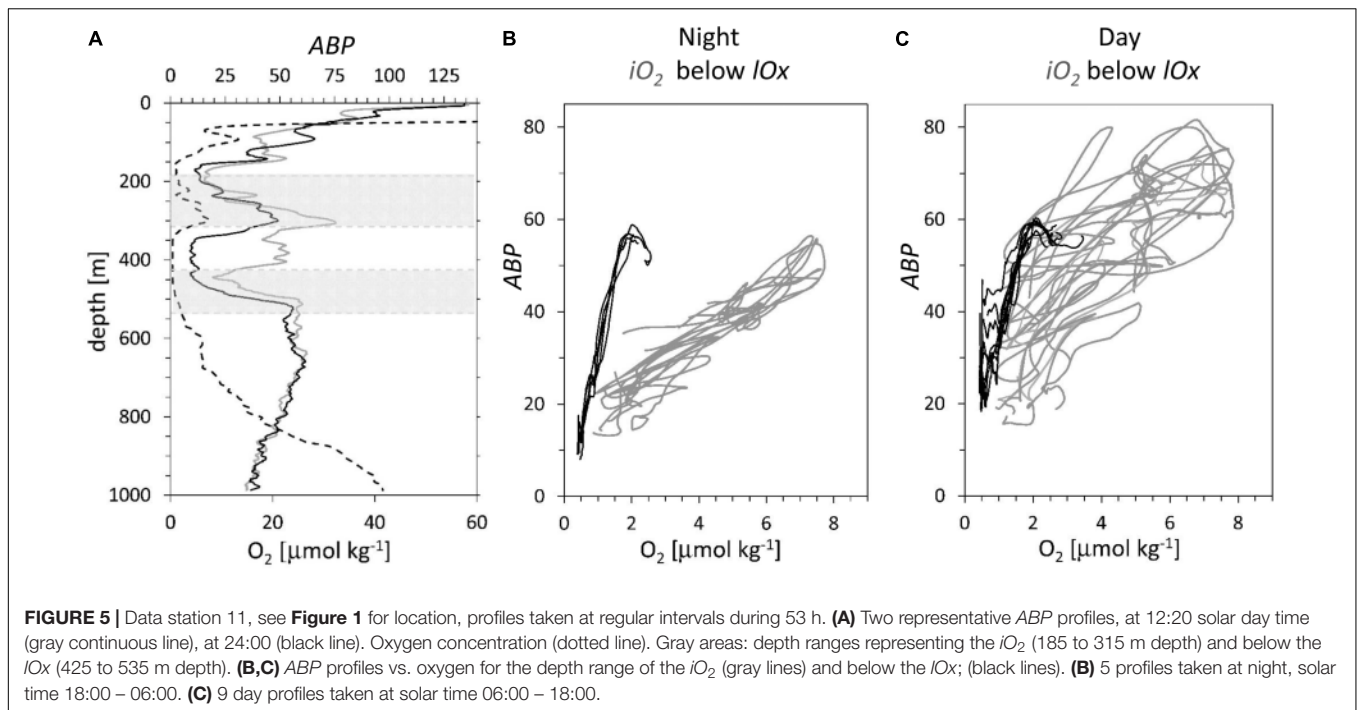 A
ABP
0 25 50 75 100 125
0
200
400
600
800
1000
depth [m]
0 20 40 60
O₂ [μmol kg⁻¹]
B
Night
iO₂ below lOx
80
60
40
20
0
ABP
0 2 4 6 8
O₂ [μmol kg⁻¹]
C
Day
iO₂ below lOx
80
60
40
20
0
ABP
0 2 4 6 8
O₂ [μmol kg⁻¹]
FIGURE 5 | Data station 11, see Figure 1 for location, profiles taken at regular intervals during 53 h. (A) Two representative ABP profiles, at 12:20 solar day time
(gray continuous line), at 24:00 (black line). Oxygen concentration (dotted line). Gray areas: depth ranges representing the iO₂ (185 to 315 m depth) and below the
lOx (425 to 535 m depth). (B,C) ABP profiles vs. oxygen for the depth range of the iO₂ (gray lines) and below the lOx; (black lines). (B) 5 profiles taken at night, solar
time 18:00 – 06:00. (C) 9 day profiles taken at solar time 06:00 – 18:00.